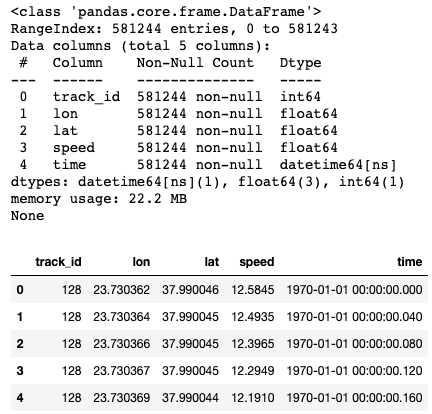 <class 'pandas.core.frame.DataFrame'>
RangeIndex: 581244 entries, 0 to 581243
Data columns (total 5 columns):
 #   Column    Non-Null Count   Dtype
---  ------    --------------   -----
 0   track_id  581244 non-null  int64
 1   lon       581244 non-null  float64
 2   lat       581244 non-null  float64
 3   speed     581244 non-null  float64
 4   time      581244 non-null  datetime64[ns]
dtypes: datetime64[ns](1), float64(3), int64(1)
memory usage: 22.2 MB
None
track_id lon lat speed time
0 128 23.730362 37.990046 12.5845 1970-01-01 00:00:00.000
1 128 23.730364 37.990045 12.4935 1970-01-01 00:00:00.040
2 128 23.730366 37.990045 12.3965 1970-01-01 00:00:00.080
3 128 23.730367 37.990045 12.2949 1970-01-01 00:00:00.120
4 128 23.730369 37.990044 12.1910 1970-01-01 00:00:00.160